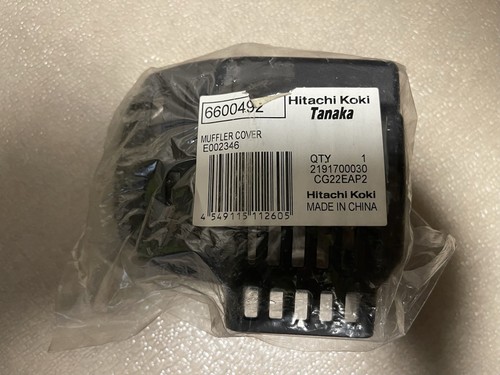 6600492
Hitachi Koki
Tanaka
MUFFLER COVER
E002346
QTY 1
2191700030
CG22EAP2
Hitachi Koki
MADE IN CHINA
4 549115 112605